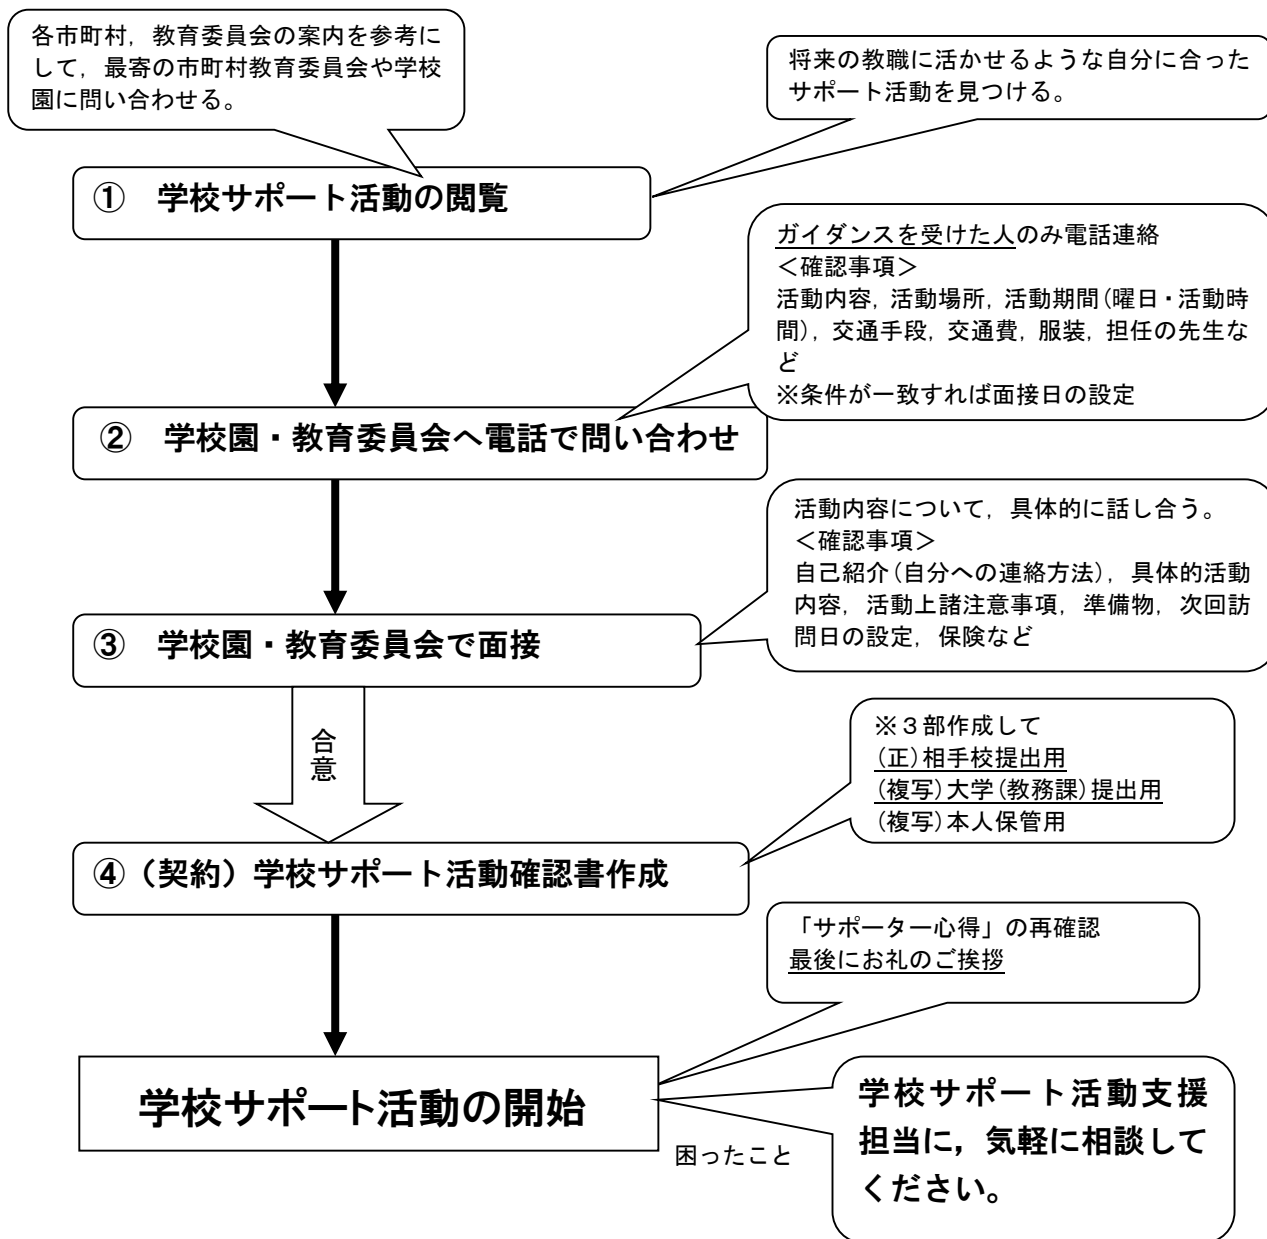 各市町村，教育委員会の案内を参考に
して，最寄の市町村教育委員会や学校
園に問い合わせる。
将来の教職に活かせるような自分に合った
サポート活動を見つける。
①　学校サポート活動の閲覧
ガイダンスを受けた人のみ電話連絡
＜確認事項＞
活動内容，活動場所，活動期間（曜日・活動時
間），交通手段，交通費，服装，担任の先生な
ど
※条件が一致すれば面接日の設定
②　学校園・教育委員会へ電話で問い合わせ
活動内容について，具体的に話し合う。
＜確認事項＞
自己紹介（自分への連絡方法），具体的活動
内容，活動上諸注意事項，準備物，次回訪
問日の設定，保険など
③　学校園・教育委員会で面接
合
意
※３部作成して
（正）相手校提出用
（複写）大学（教務課）提出用
（複写）本人保管用
④（契約）学校サポート活動確認書作成
「サポーター心得」の再確認
最後にお礼のご挨拶
学校サポート活動の開始
困ったこと
学校サポート活動支援
担当に，気軽に相談して
ください。